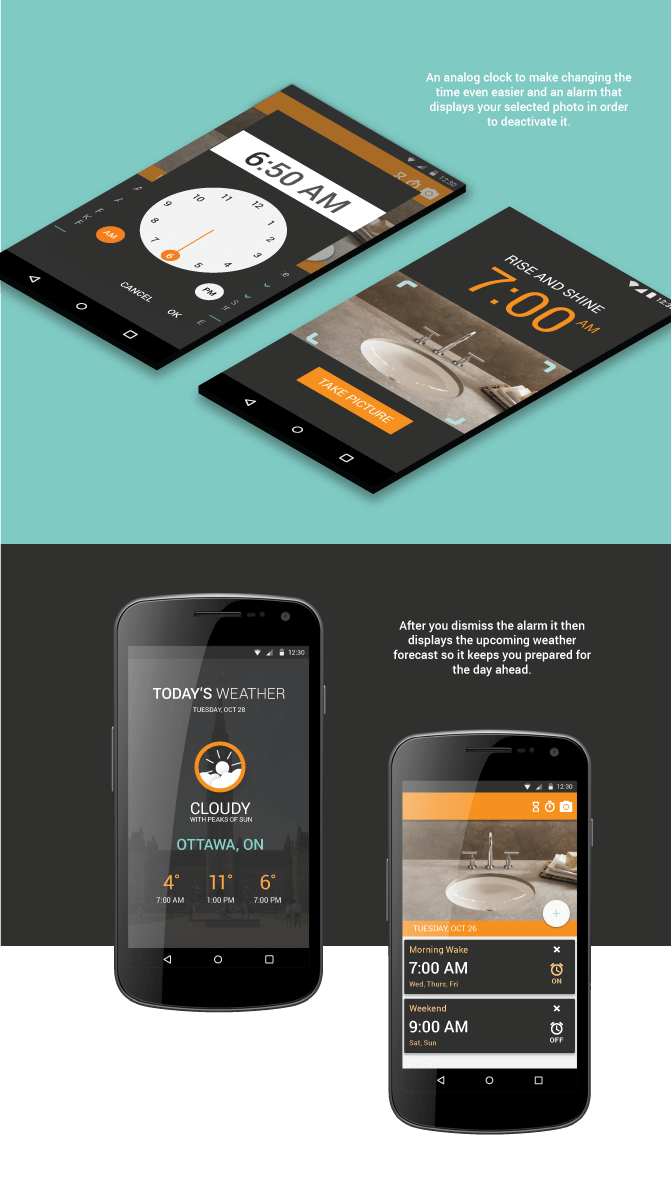 An analog clock to make changing the
time even easier and an alarm that
displays your selected photo in order
to deactivate it.
12:30
6:50 AM
12
11
10
1
9
2
8
3
7
4
6
5
AM
PM
CANCEL
OK
12:30
RISE AND SHINE
7:00 AM
TAKE PICTURE
After you dismiss the alarm it then
displays the upcoming weather
forecast so it keeps you prepared for
the day ahead.
12:30
TODAY'S WEATHER
TUESDAY, OCT 28
CLOUDY
WITH PEAKS OF SUN
OTTAWA, ON
4° 11° 6°
7:00 AM 1:00 PM 7:00 PM
12:30
+
TUESDAY, OCT 26
Morning Wake
7:00 AM
ON
Wed, Thurs, Fri
Weekend
9:00 AM
OFF
Sat, Sun